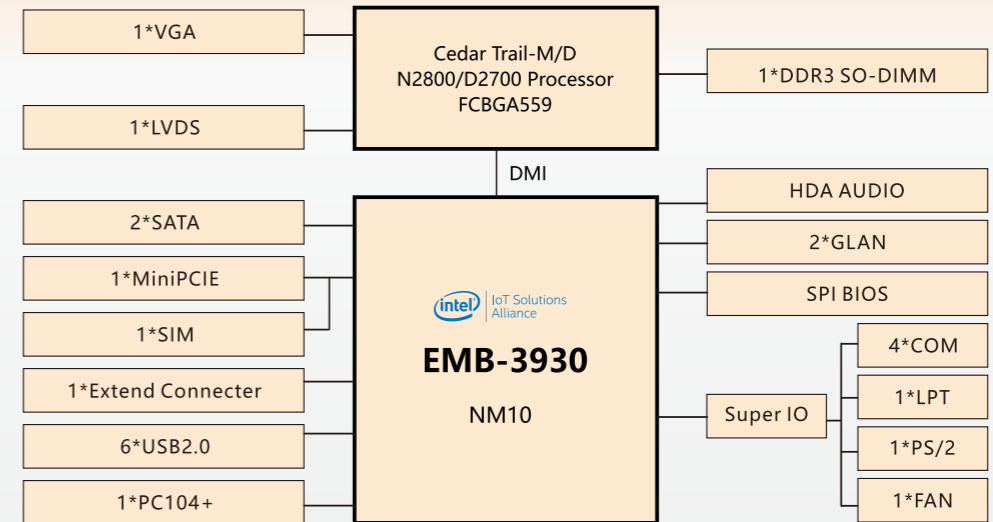 1*VGA
1*LVDS
Cedar Trail-M/D
N2800/D2700 Processor
FCBGA559
1*DDR3 SO-DIMM
DMI
2*SATA
1*MiniPCIE
1*SIM
1*Extend Connecter
6*USB2.0
1*PC104+
intel
IoT Solutions
Alliance
EMB-3930
NM10
HDA AUDIO
2*GLAN
SPI BIOS
Super IO
4*COM
1*LPT
1*PS/2
1*FAN